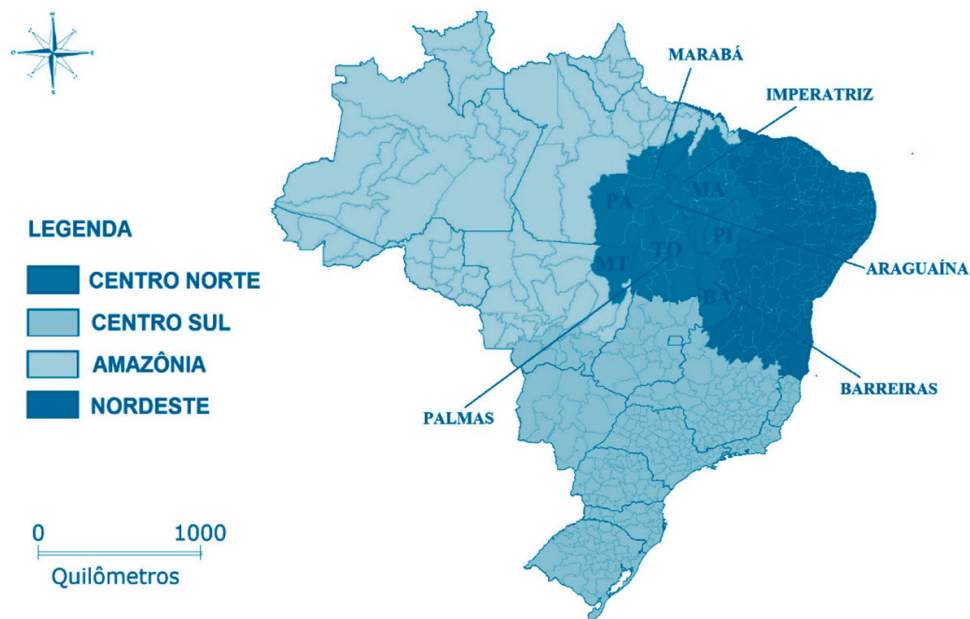 MARABÁ
IMPERATRIZ
PA
MA
LEGENDA
PI
TO
MT
CENTRO NORTE
ARAGUAÍNA
BA
CENTRO SUL
AMAZÔNIA
BARREIRAS
NORDESTE
PALMAS
0 1000
Quilômetros